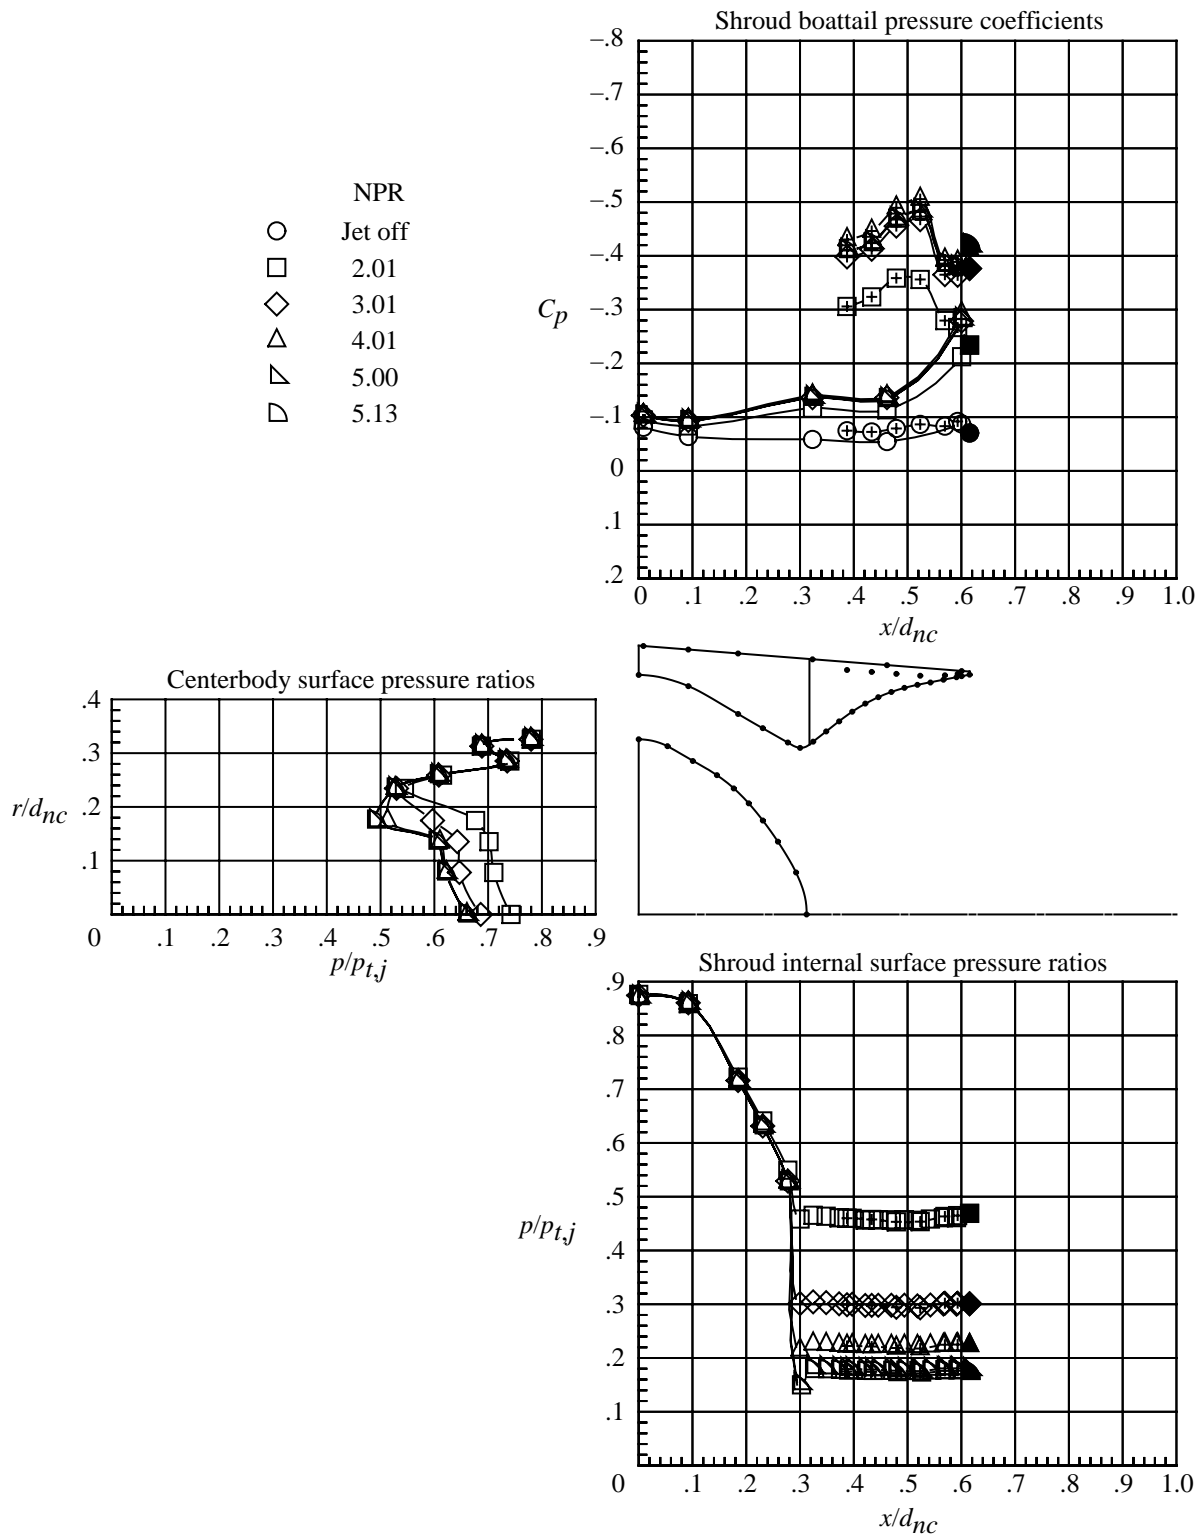 Shroud boattail pressure coefficients
–.8
–.7
–.6
–.5
–.4
–.3
–.2
–.1
0
.1
.2
C_p
0 .1 .2 .3 .4 .5 .6 .7 .8 .9 1.0
x/d_nc
NPR
Jet off
2.01
3.01
4.01
5.00
5.13
Centerbody surface pressure ratios
.4
.3
.2
.1
r/d_nc
0 .1 .2 .3 .4 .5 .6 .7 .8 .9
p/p_t,j
Shroud internal surface pressure ratios
.9
.8
.7
.6
.5
.4
.3
.2
.1
p/p_t,j
0 .1 .2 .3 .4 .5 .6 .7 .8 .9 1.0
x/d_nc